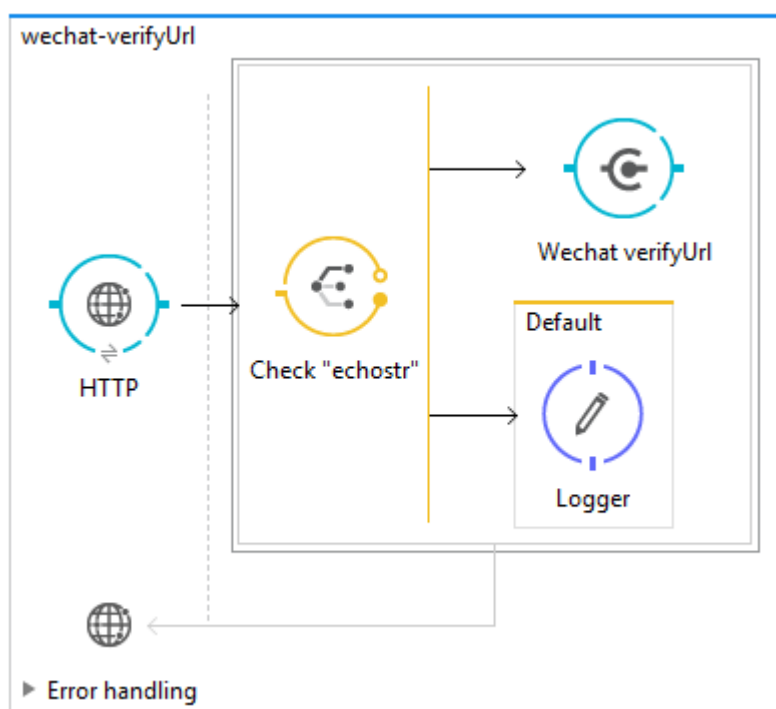 wechat-verifyUrl
Wechat verifyUrl
Default
Check "echostr"
HTTP
Logger
Error handling